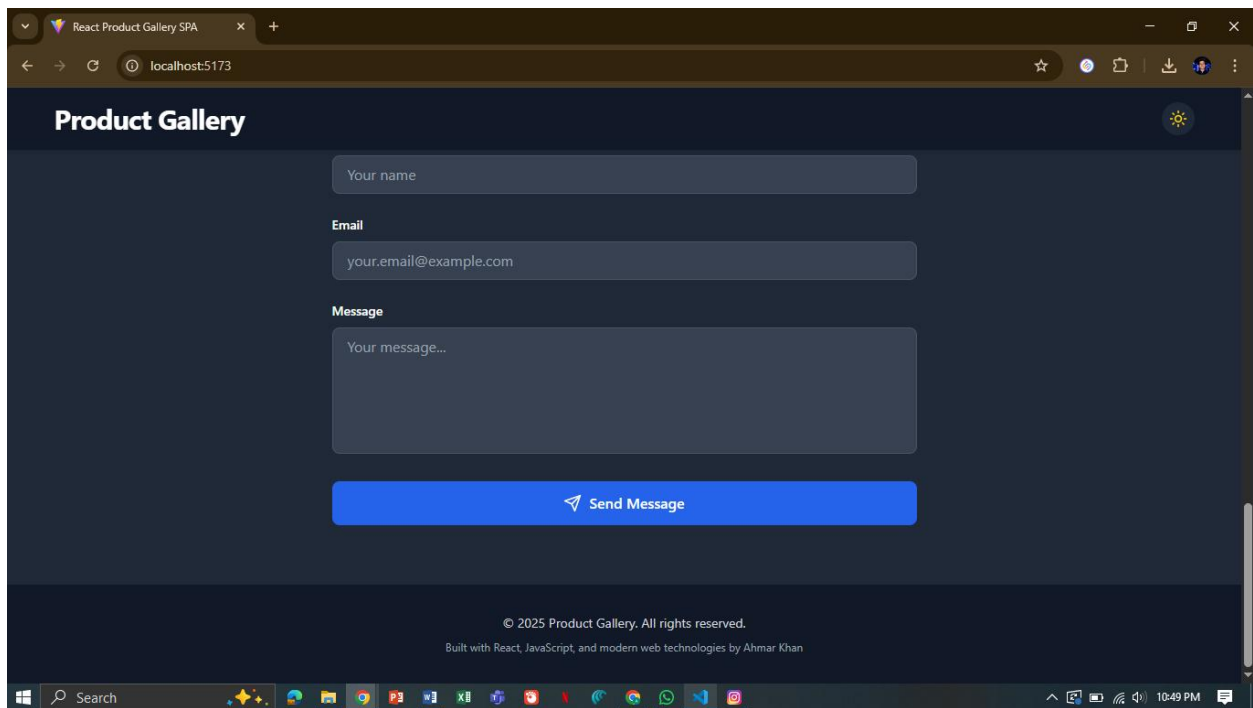 React Product Gallery SPA
localhost:5173
Product Gallery
Your name
Email
your.email@example.com
Message
Your message...
Send Message
© 2025 Product Gallery. All rights reserved.
Built with React, JavaScript, and modern web technologies by Ahmar Khan
Search
10:49 PM